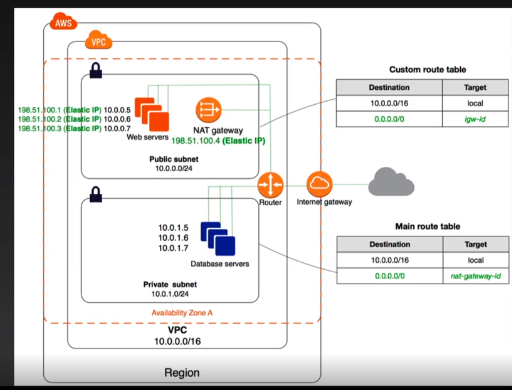 AWS
VPC
198.51.100.1 (Elastic IP) 10.0.0.5
198.51.100.2 (Elastic IP) 10.0.0.6
198.51.100.3 (Elastic IP) 10.0.0.7
Web servers
NAT gateway
198.51.100.4 (Elastic IP)
Public subnet
10.0.0.0/24
Router
Internet gateway
10.0.1.5
10.0.1.6
10.0.1.7
Database servers
Private subnet
10.0.1.0/24
Availability Zone A
VPC
10.0.0.0/16
Region
Custom route table
Destination Target
10.0.0.0/16 local
0.0.0.0/0 igw-id
Main route table
Destination Target
10.0.0.0/16 local
0.0.0.0/0 nat-gateway-id